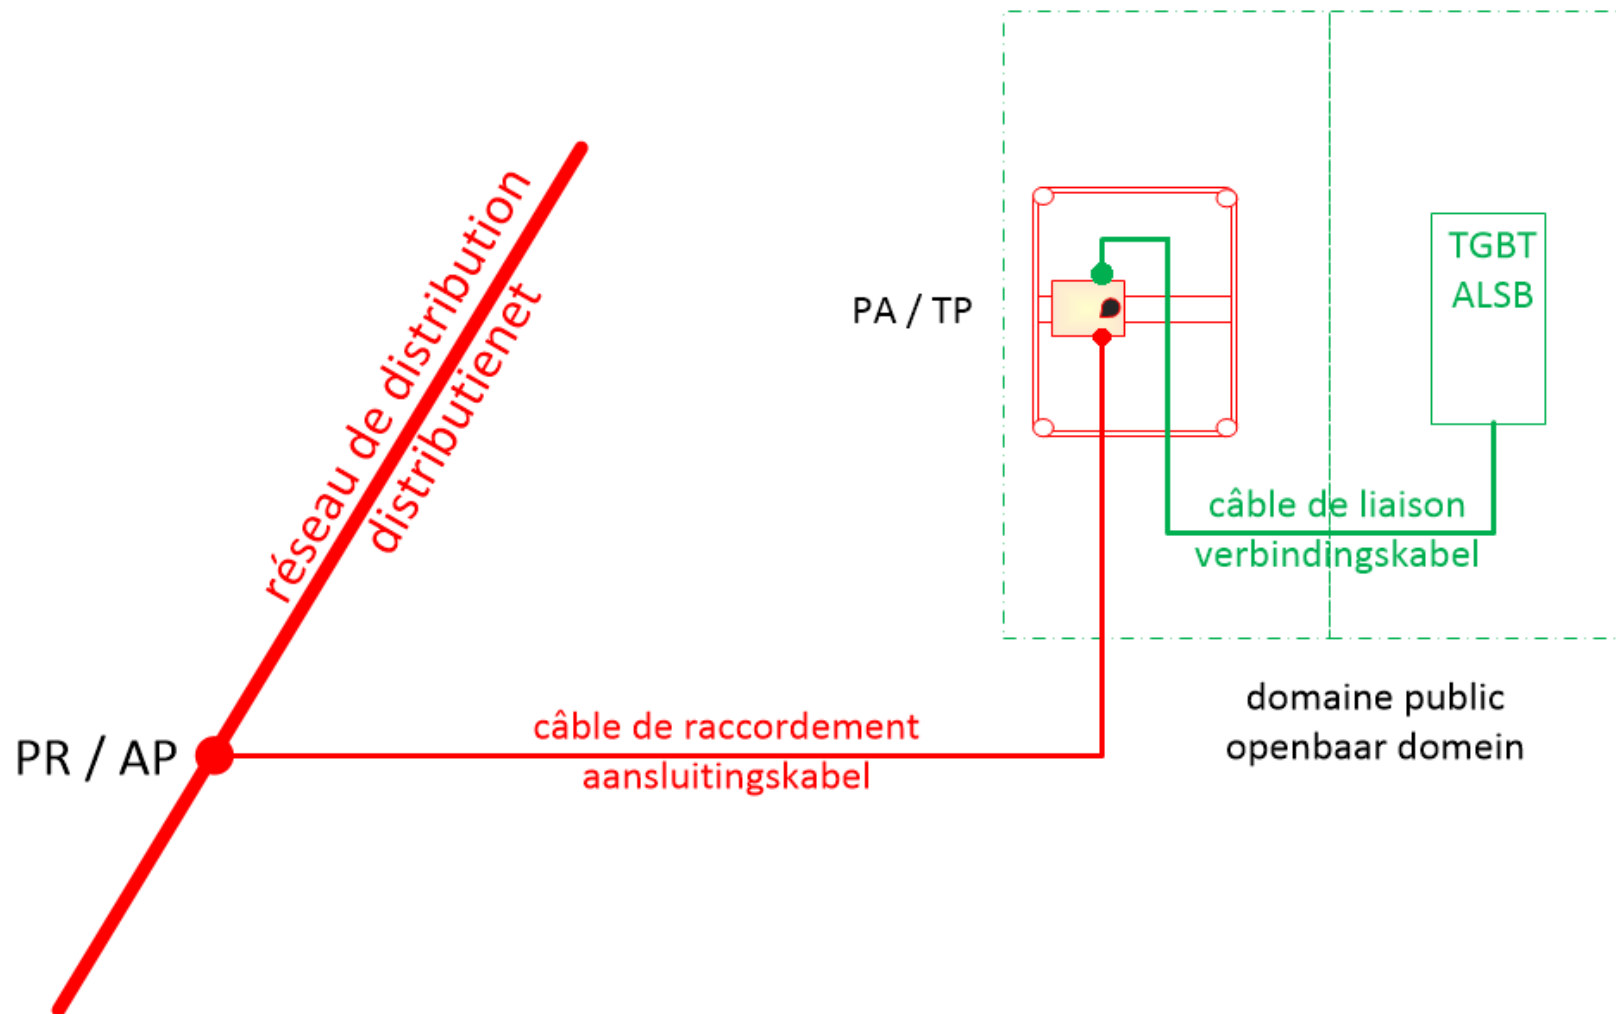 réseau de distribution
distributienet
PA / TP
TGBT
ALSB
câble de liaison
verbindingskabel
domaine public
openbaar domein
PR / AP
câble de raccordement
aansluitingskabel